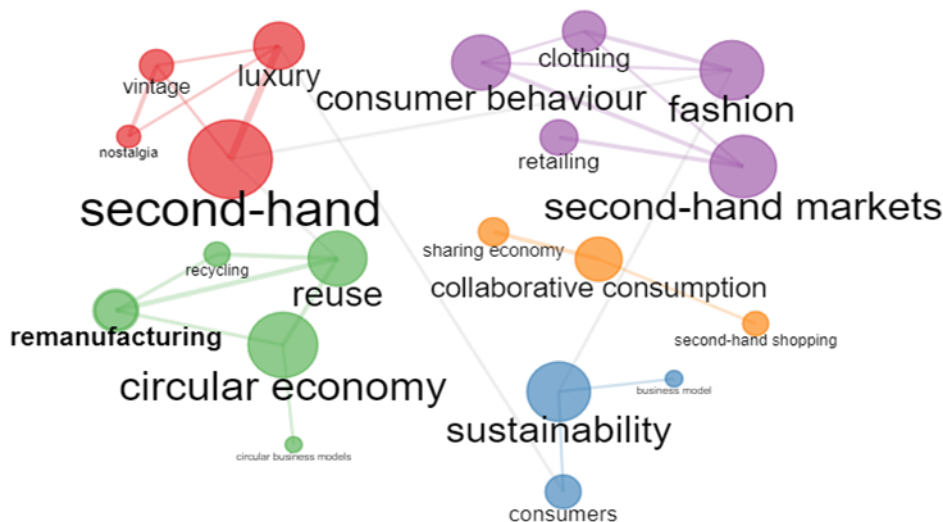 vintage
luxury
nostalgia
second-hand
clothing
consumer behaviour
fashion
retailing
second-hand markets
sharing economy
collaborative consumption
second-hand shopping
recycling
reuse
remanufacturing
circular economy
circular business models
business model
sustainability
consumers